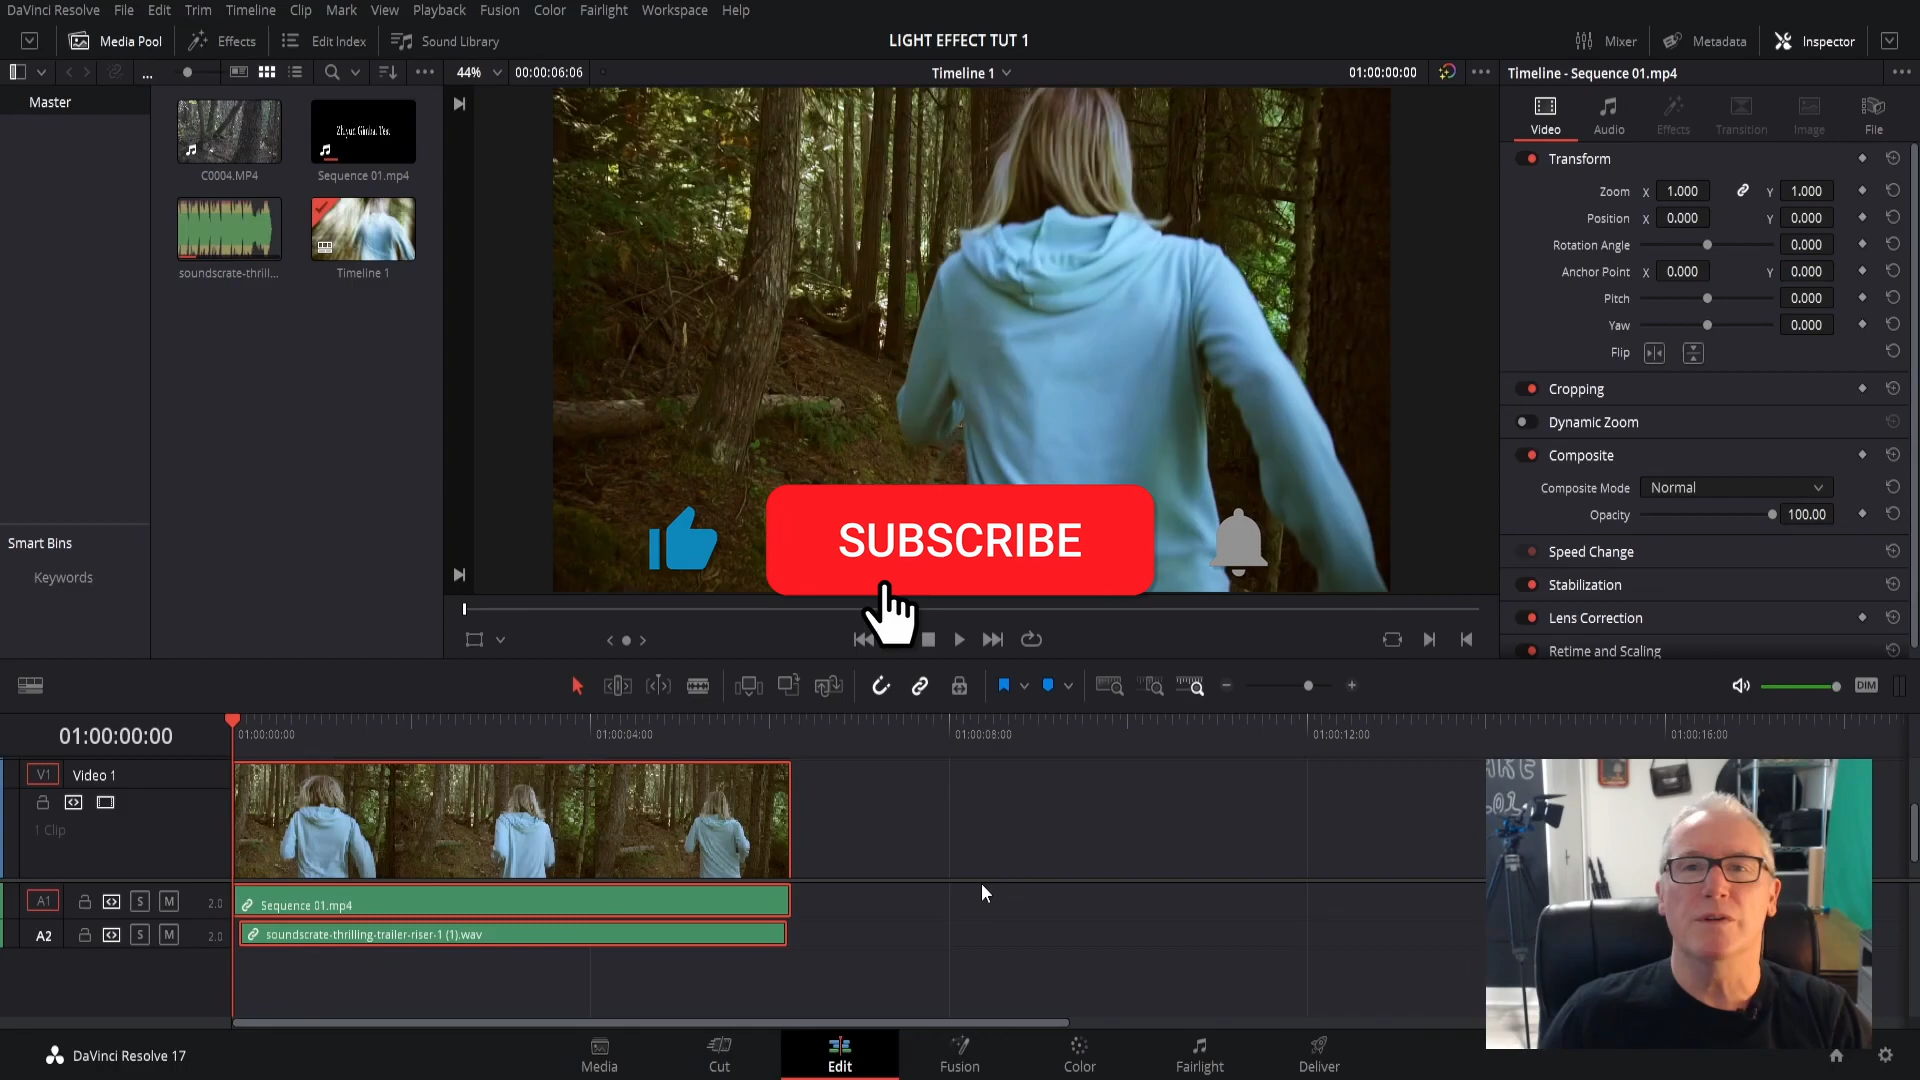 DaVinci Resolve File Edit Trim Timeline Clip Mark View Playback Fusion Color Fairlight Workspace Help
Media Pool Effects Edit Index Sound Library LIGHT EFFECT TUT 1 Mixer Metadata Inspector
... 44% 00:00:06:06 Timeline 1 01:00:00:00 Timeline - Sequence 01.mp4
Master
Zhiyun Gimbal Test
C0004.MP4 Sequence 01.mp4
soundscrate-thrill... Timeline 1
Smart Bins
Keywords
Video Audio Effects Transition Image File
Transform
Zoom X 1.000 Y 1.000
Position X 0.000 Y 0.000
Rotation Angle 0.000
Anchor Point X 0.000 Y 0.000
Pitch 0.000
Yaw 0.000
Flip
Cropping
Dynamic Zoom
Composite
Composite Mode Normal
Opacity 100.00
Speed Change
Stabilization
Lens Correction
Retime and Scaling
SUBSCRIBE
DIM
01:00:00:00 01:00:00:00 01:00:04:00 01:00:08:00 01:00:12:00 01:00:16:00
V1 Video 1
1 Clip
A1 S M 2.0 Sequence 01.mp4
A2 S M 2.0 soundscrate-thrilling-trailer-riser-1 (1).wav
DaVinci Resolve 17 Media Cut Edit Fusion Color Fairlight Deliver